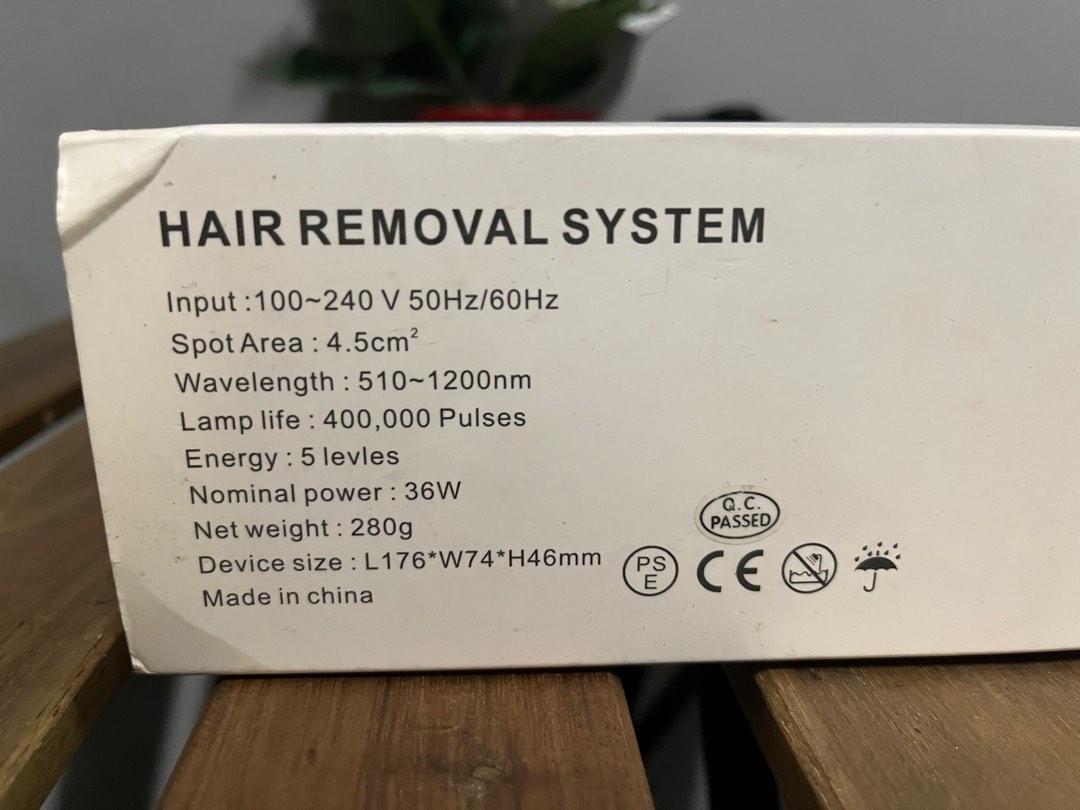 HAIR REMOVAL SYSTEM
Input :100~240 V 50Hz/60Hz
Spot Area : 4.5cm²
Wavelength : 510~1200nm
Lamp life : 400,000 Pulses
Energy : 5 levles
Nominal power : 36W
Net weight : 280g
Device size : L176*W74*H46mm
Made in china
Q.C.
PASSED
PS
E
CE